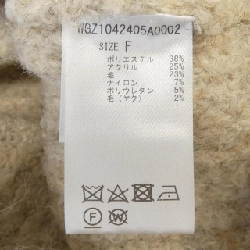 WGZ1042405A0002
SIZE F
ポリエステル 38%
アクリル 25%
毛 23%
ナイロン 7%
ポリウレタン 5%
毛(ヤク) 2%
F W